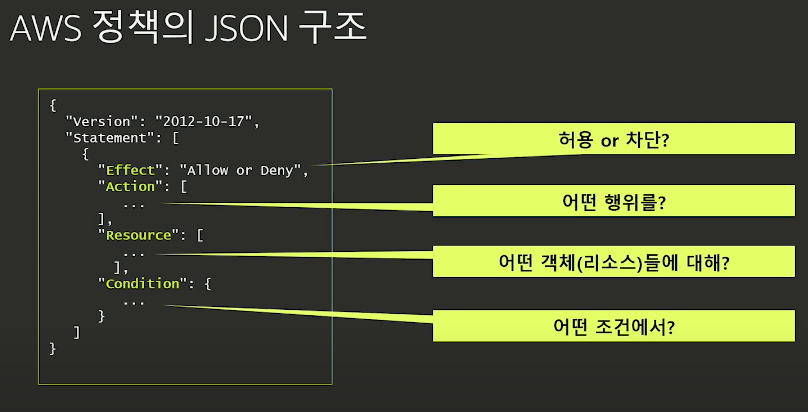 AWS 정책의 JSON 구조
{
"Version": "2012-10-17",
"Statement": [
{
"Effect": "Allow or Deny",
"Action": [
...
],
"Resource": [
...
],
"Condition": {
...
}
]
}
허용 or 차단?
어떤 행위를?
어떤 객체(리소스)들에 대해?
어떤 조건에서?